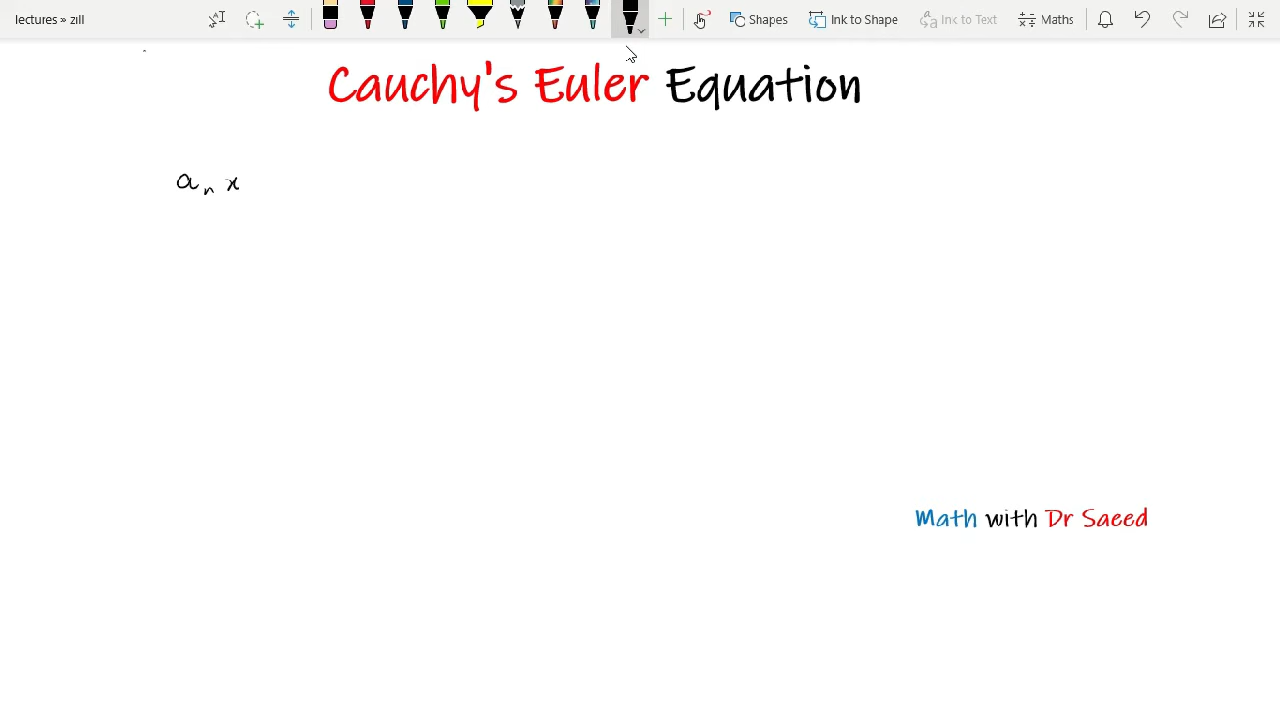 lectures » zill
Shapes Ink to Shape Ink to Text Maths
Cauchy's Euler Equation
aₙ x
Math with Dr Saeed